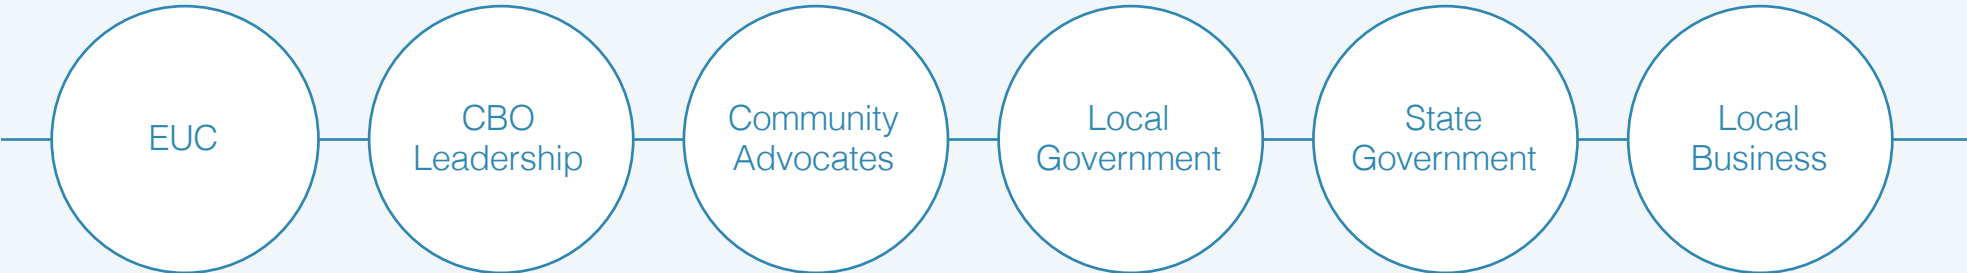 EUC
CBO
Leadership
Community
Advocates
Local
Government
State
Government
Local
Business